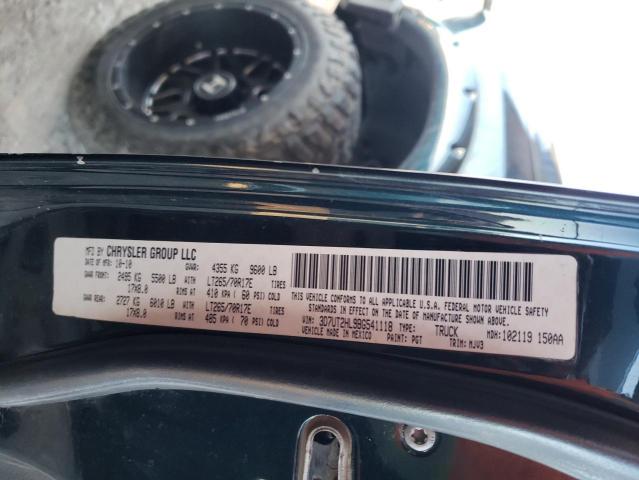 MFD BY CHRYSLER GROUP LLC
DATE OF MFR: 10-10 GVWR: 4355 KG 9600 LB
GAWR FRONT: 2495 KG 5500 LB WITH LT265/70R17E TIRES
17X8.0 RIMS AT 410 KPA ( 60 PSI) COLD
GAWR REAR: 2727 KG 6010 LB WITH LT265/70R17E TIRES
17X8.0 RIMS AT 485 KPA ( 70 PSI) COLD
THIS VEHICLE CONFORMS TO ALL APPLICABLE U.S.A. FEDERAL MOTOR VEHICLE SAFETY
STANDARDS IN EFFECT ON THE DATE OF MANUFACTURE SHOWN ABOVE.
VIN: 3D7UT2HL9BG541118 TYPE: TRUCK MDH: 102119 150AA
VEHICLE MADE IN MEXICO PAINT: PGT TRIM: MJV3